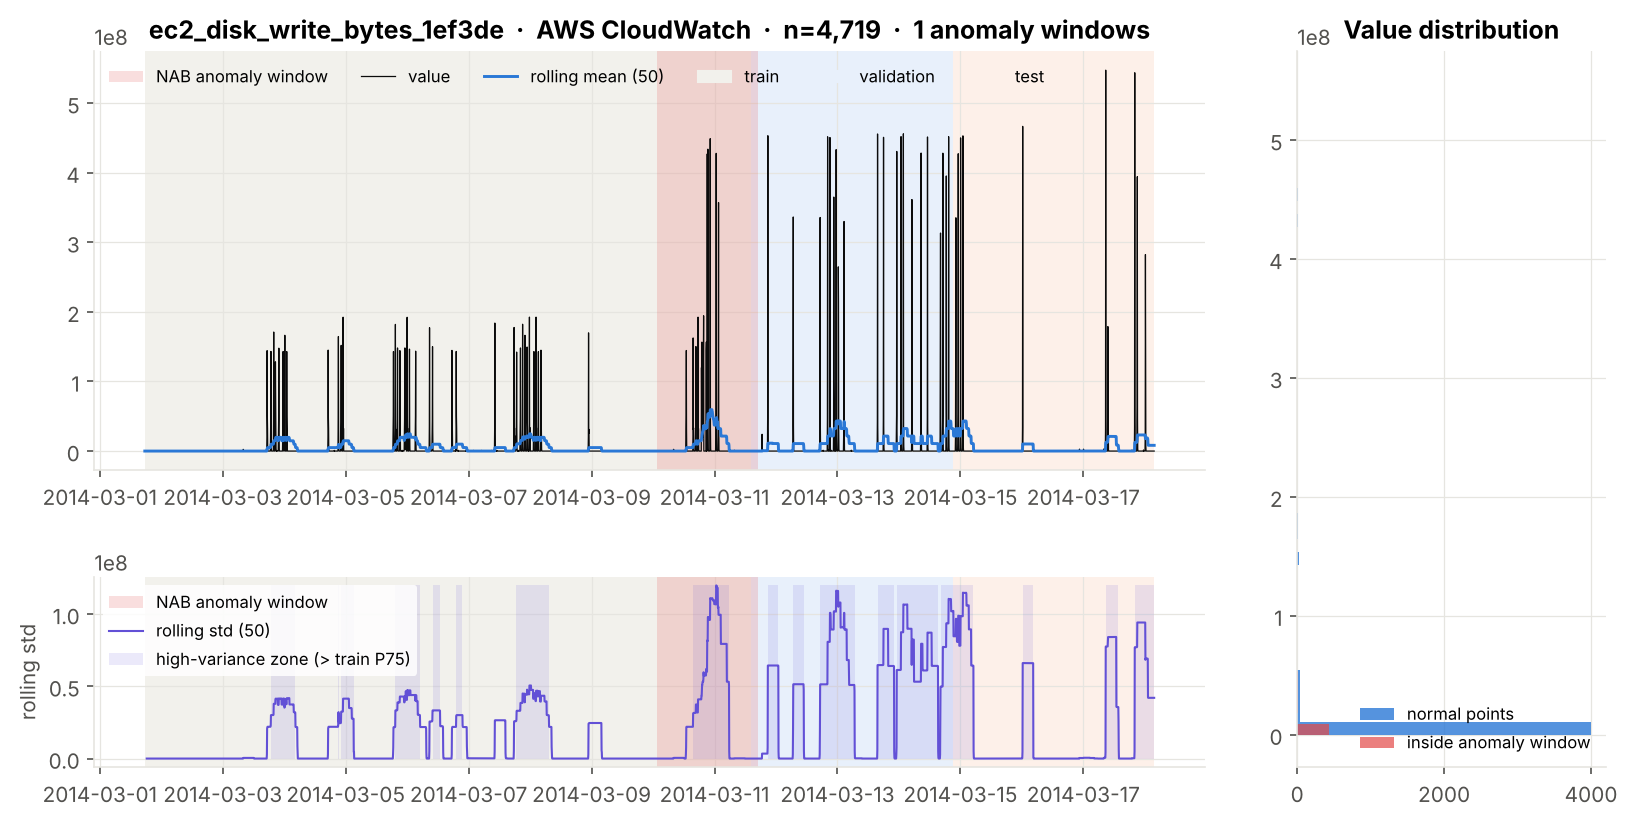 ec2_disk_write_bytes_1ef3de · AWS CloudWatch · n=4,719 · 1 anomaly windows
1e8
NAB anomaly window value rolling mean (50) train validation test
5
4
3
2
1
0
2014-03-01 2014-03-03 2014-03-05 2014-03-07 2014-03-09 2014-03-11 2014-03-13 2014-03-15 2014-03-17
1e8
NAB anomaly window
rolling std (50)
high-variance zone (> train P75)
rolling std
1.0
0.5
0.0
2014-03-01 2014-03-03 2014-03-05 2014-03-07 2014-03-09 2014-03-11 2014-03-13 2014-03-15 2014-03-17
Value distribution
1e8
5
4
3
2
1
0
normal points
inside anomaly window
0 2000 4000